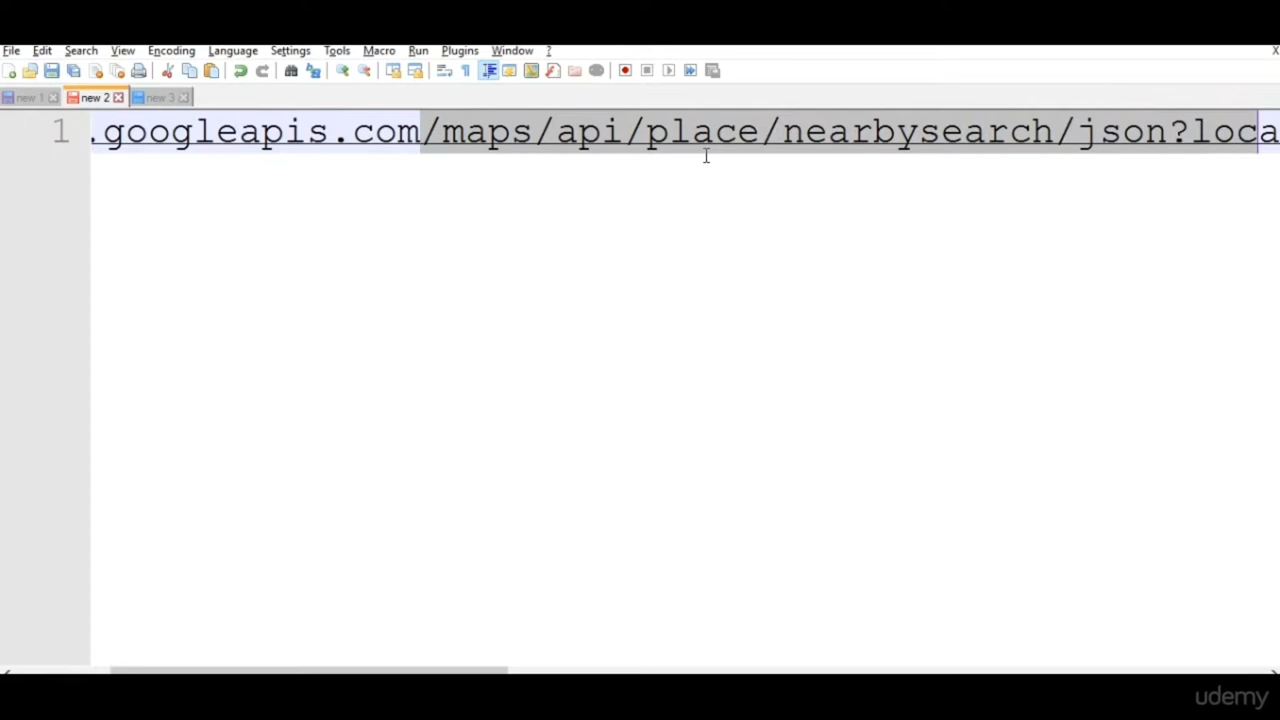 File Edit Search View Encoding Language Settings Tools Macro Run Plugins Window ? X
new 1 new 2 new 3
1 .googleapis.com/maps/api/place/nearbysearch/json?loca
udemy